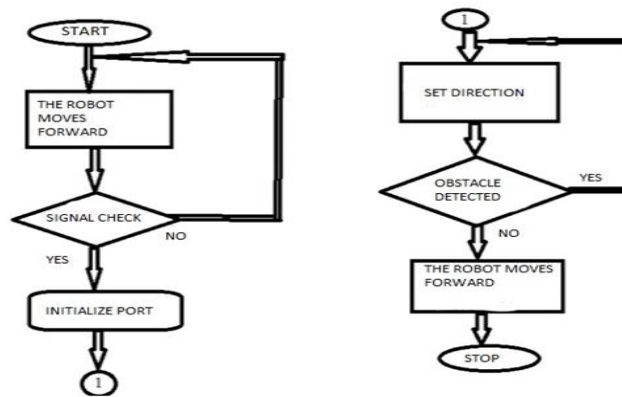 START
THE ROBOT
MOVES
FORWARD
SIGNAL CHECK
NO
YES
INITIALIZE PORT
1
1
SET DIRECTION
OBSTACLE
DETECTED
YES
NO
THE ROBOT MOVES
FORWARD
STOP